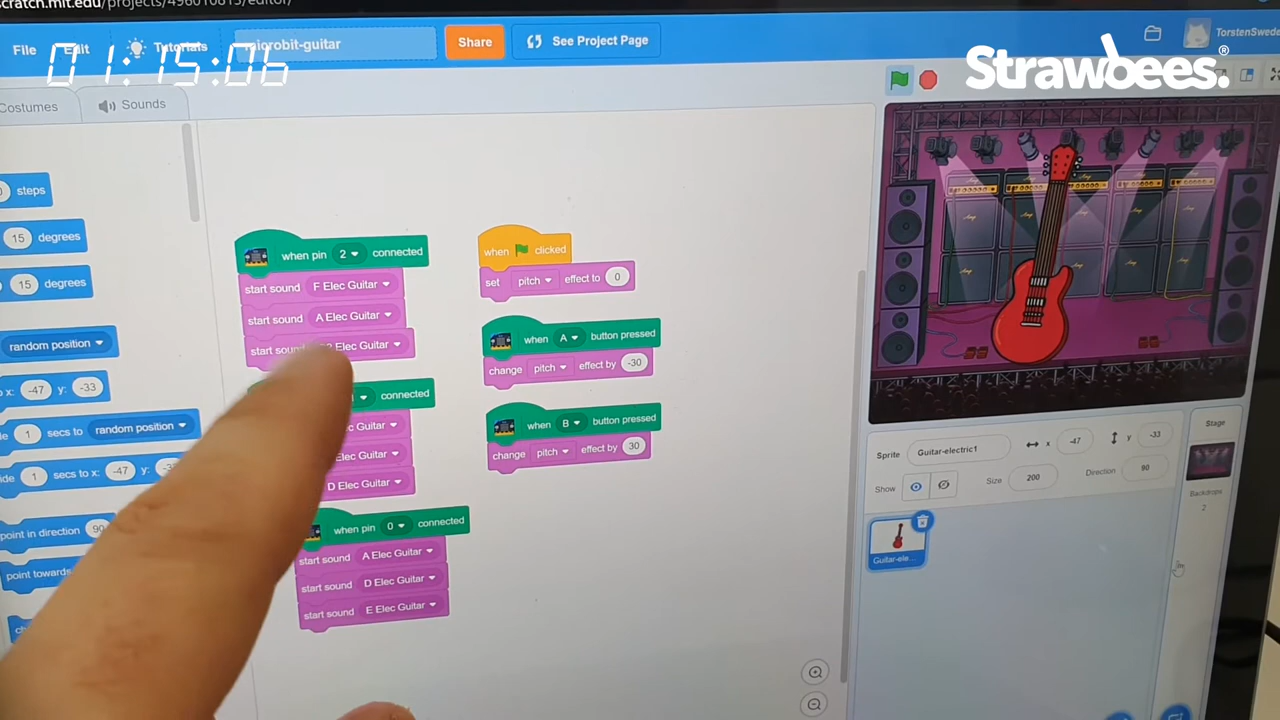 scratch.mit.edu/projects/496010815/editor/
File Edit Tutorials microbit-guitar Share See Project Page TorstenSwede
01:15:06
Strawbees®
Costumes Sounds
steps
15 degrees
15 degrees
random position
x: -47 y: -33
1 secs to random position
1 secs to x: -47 y:
point in direction 90
point towards
when pin 2 connected
start sound F Elec Guitar
start sound A Elec Guitar
start sound Elec Guitar
connected
Elec Guitar
D Elec Guitar
when pin 0 connected
start sound A Elec Guitar
start sound D Elec Guitar
start sound E Elec Guitar
when clicked
set pitch effect to 0
when A button pressed
change pitch effect by -30
when B button pressed
change pitch effect by 30
Sprite Guitar-electric1 x -47 y -33
Show Size 200 Direction 90
Guitar-ele...
Stage
Backdrops
2